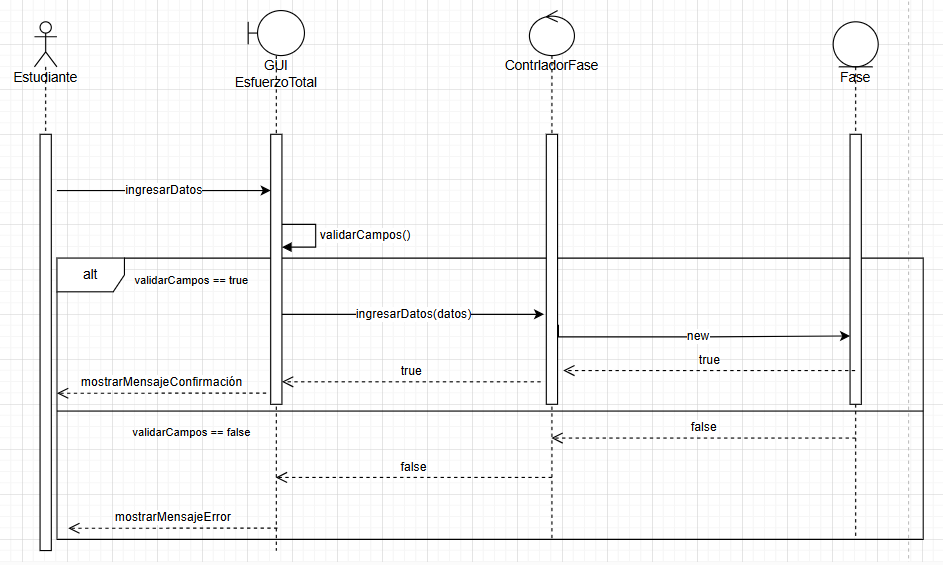 Estudiante
GUI
EsfuerzoTotal
ContrladorFase
Fase
ingresarDatos
validarCampos()
alt
validarCampos == true
ingresarDatos(datos)
new
true
true
mostrarMensajeConfirmación
validarCampos == false
false
false
mostrarMensajeError